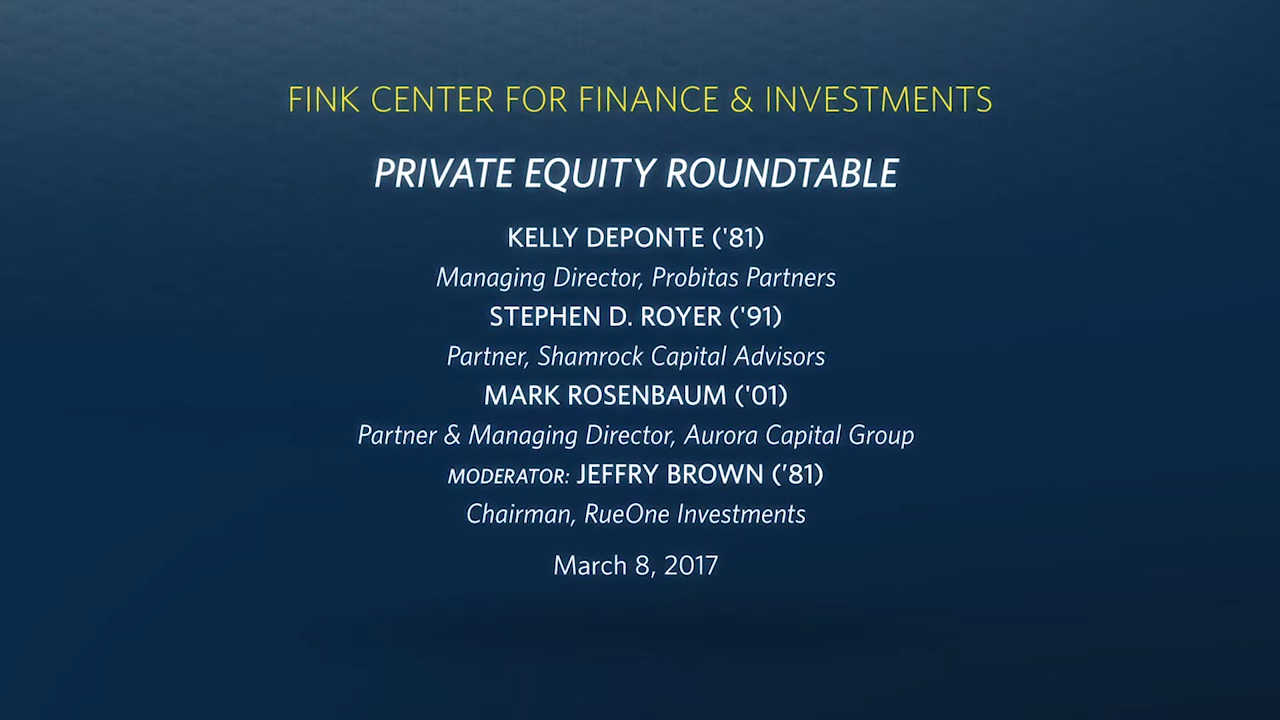 FINK CENTER FOR FINANCE & INVESTMENTS
PRIVATE EQUITY ROUNDTABLE
KELLY DEPONTE ('81)
Managing Director, Probitas Partners
STEPHEN D. ROYER ('91)
Partner, Shamrock Capital Advisors
MARK ROSENBAUM ('01)
Partner & Managing Director, Aurora Capital Group
MODERATOR: JEFFRY BROWN (’81)
Chairman, RueOne Investments
March 8, 2017